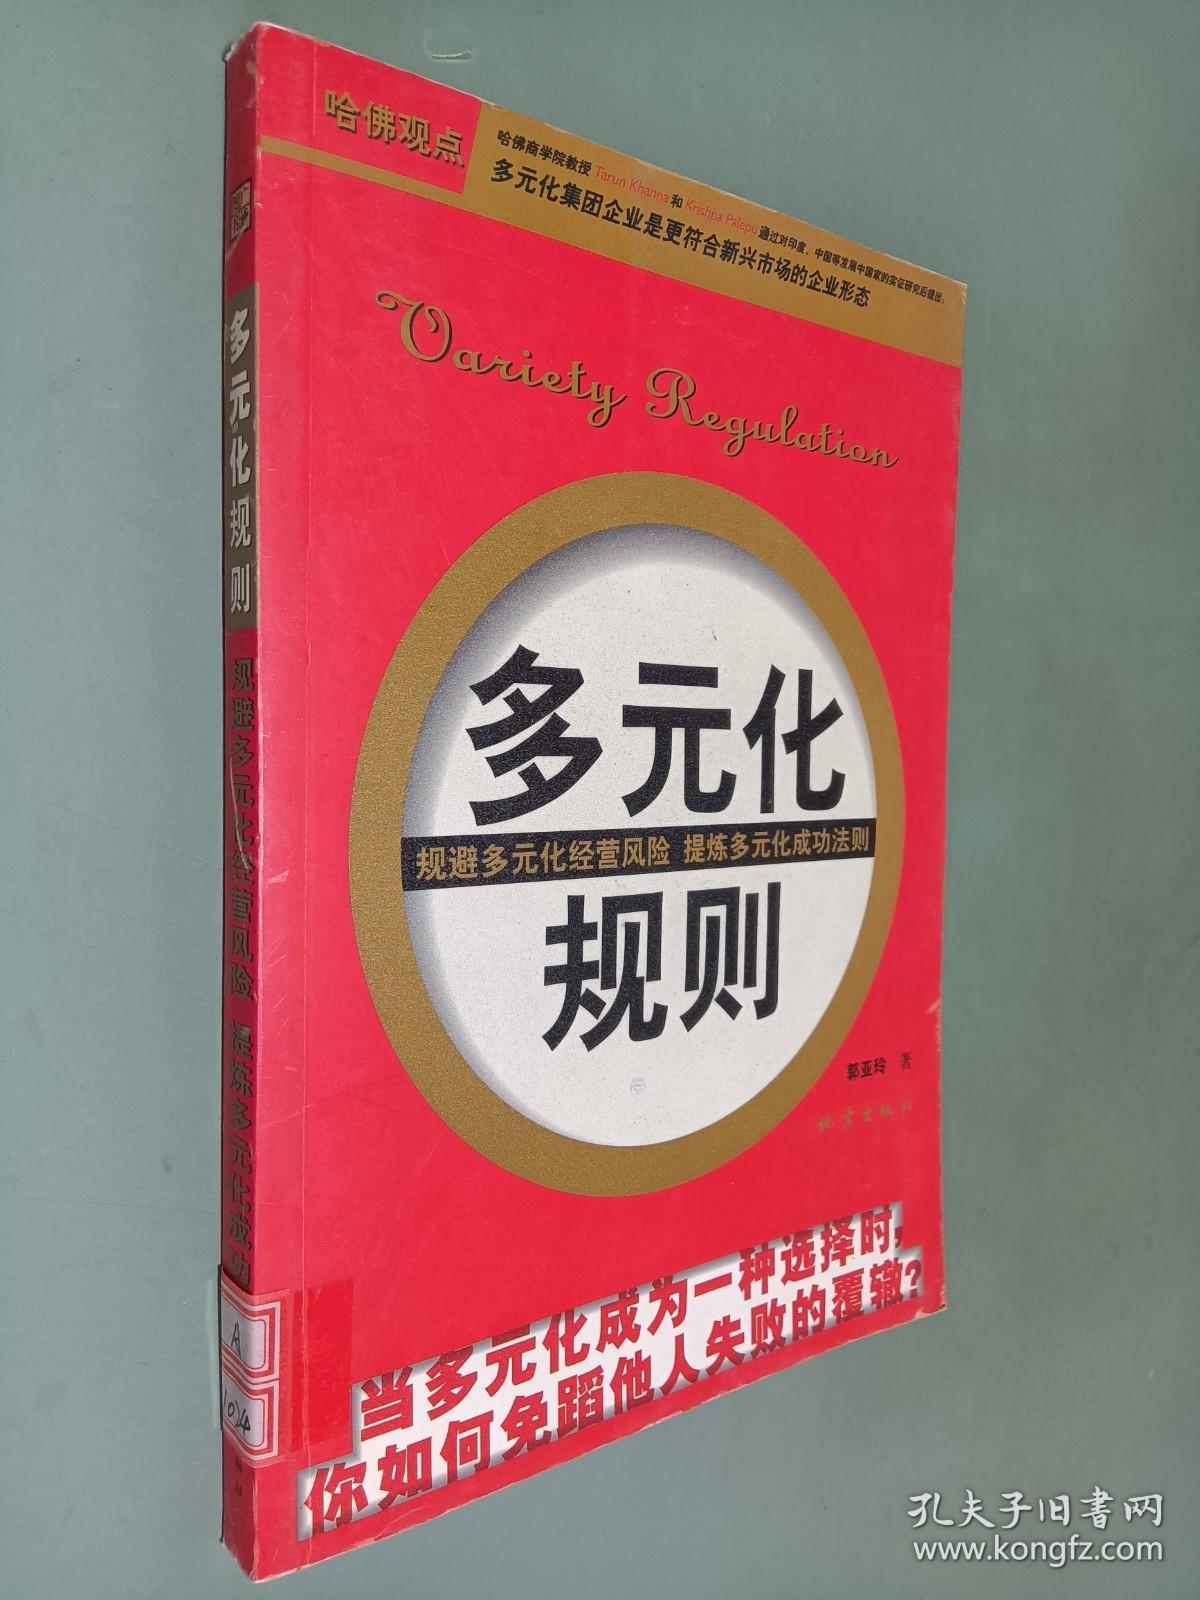 哈佛观点
哈佛商学院教授 Tarun Khanna 和 Krishna Palepu 通过对印度、中国等发展中国家的实证研究后提出:
多元化集团企业是更符合新兴市场的企业形态
Variety Regulation
多元化
规避多元化经营风险 提炼多元化成功法则
规则
郭亚玲 著
地震出版社
当多元化成为一种选择时,
你如何免蹈他人失败的覆辙?
多元化规则
规避多元化经营风险 提炼多元化成功
A
1024
孔夫子旧书网
www.kongfz.com